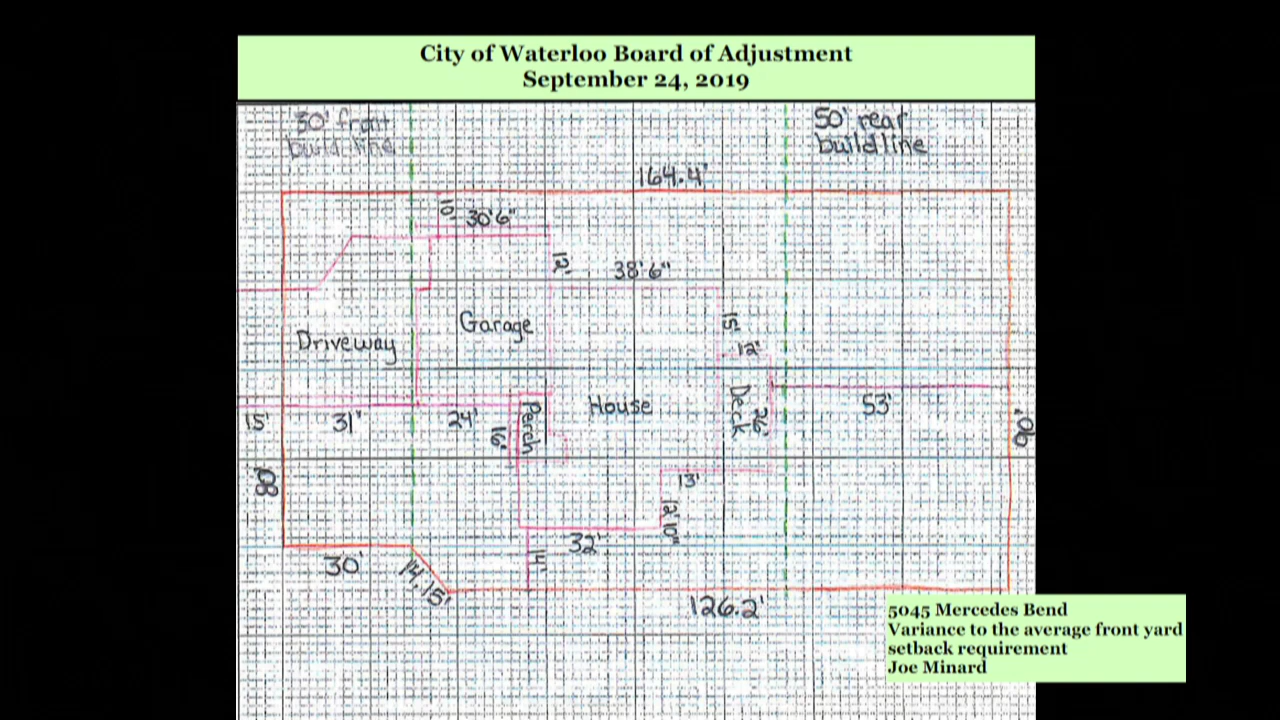 City of Waterloo Board of Adjustment
September 24, 2019
30' front
build line
50' rear
buildline
164.4'
10'
30'6"
12'
38'6"
Garage
15'
12'
Driveway
House
Deck
26'
53'
15'
31'
24'
16'
Porch
90'
80'
13'
12'10"
30'
14.15'
32'
11'
126.2'
5045 Mercedes Bend
Variance to the average front yard
setback requirement
Joe Minard